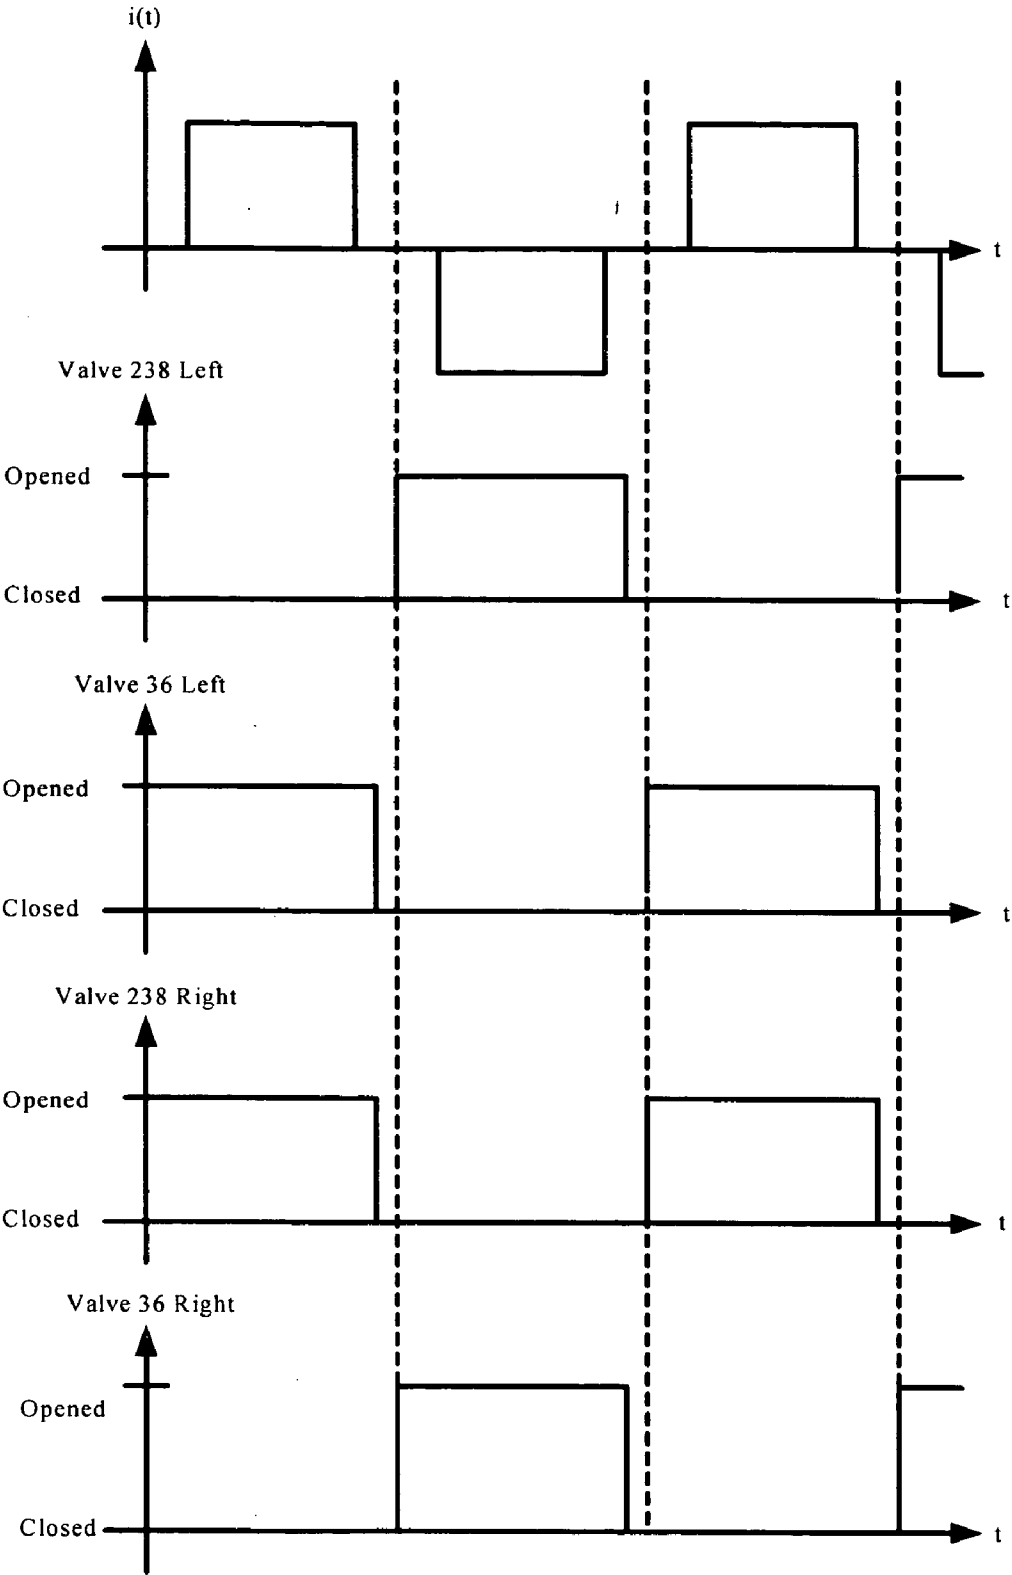 i(t)
t
Valve 238 Left
Opened
Closed
t
Valve 36 Left
Opened
Closed
t
Valve 238 Right
Opened
Closed
t
Valve 36 Right
Opened
Closed
t